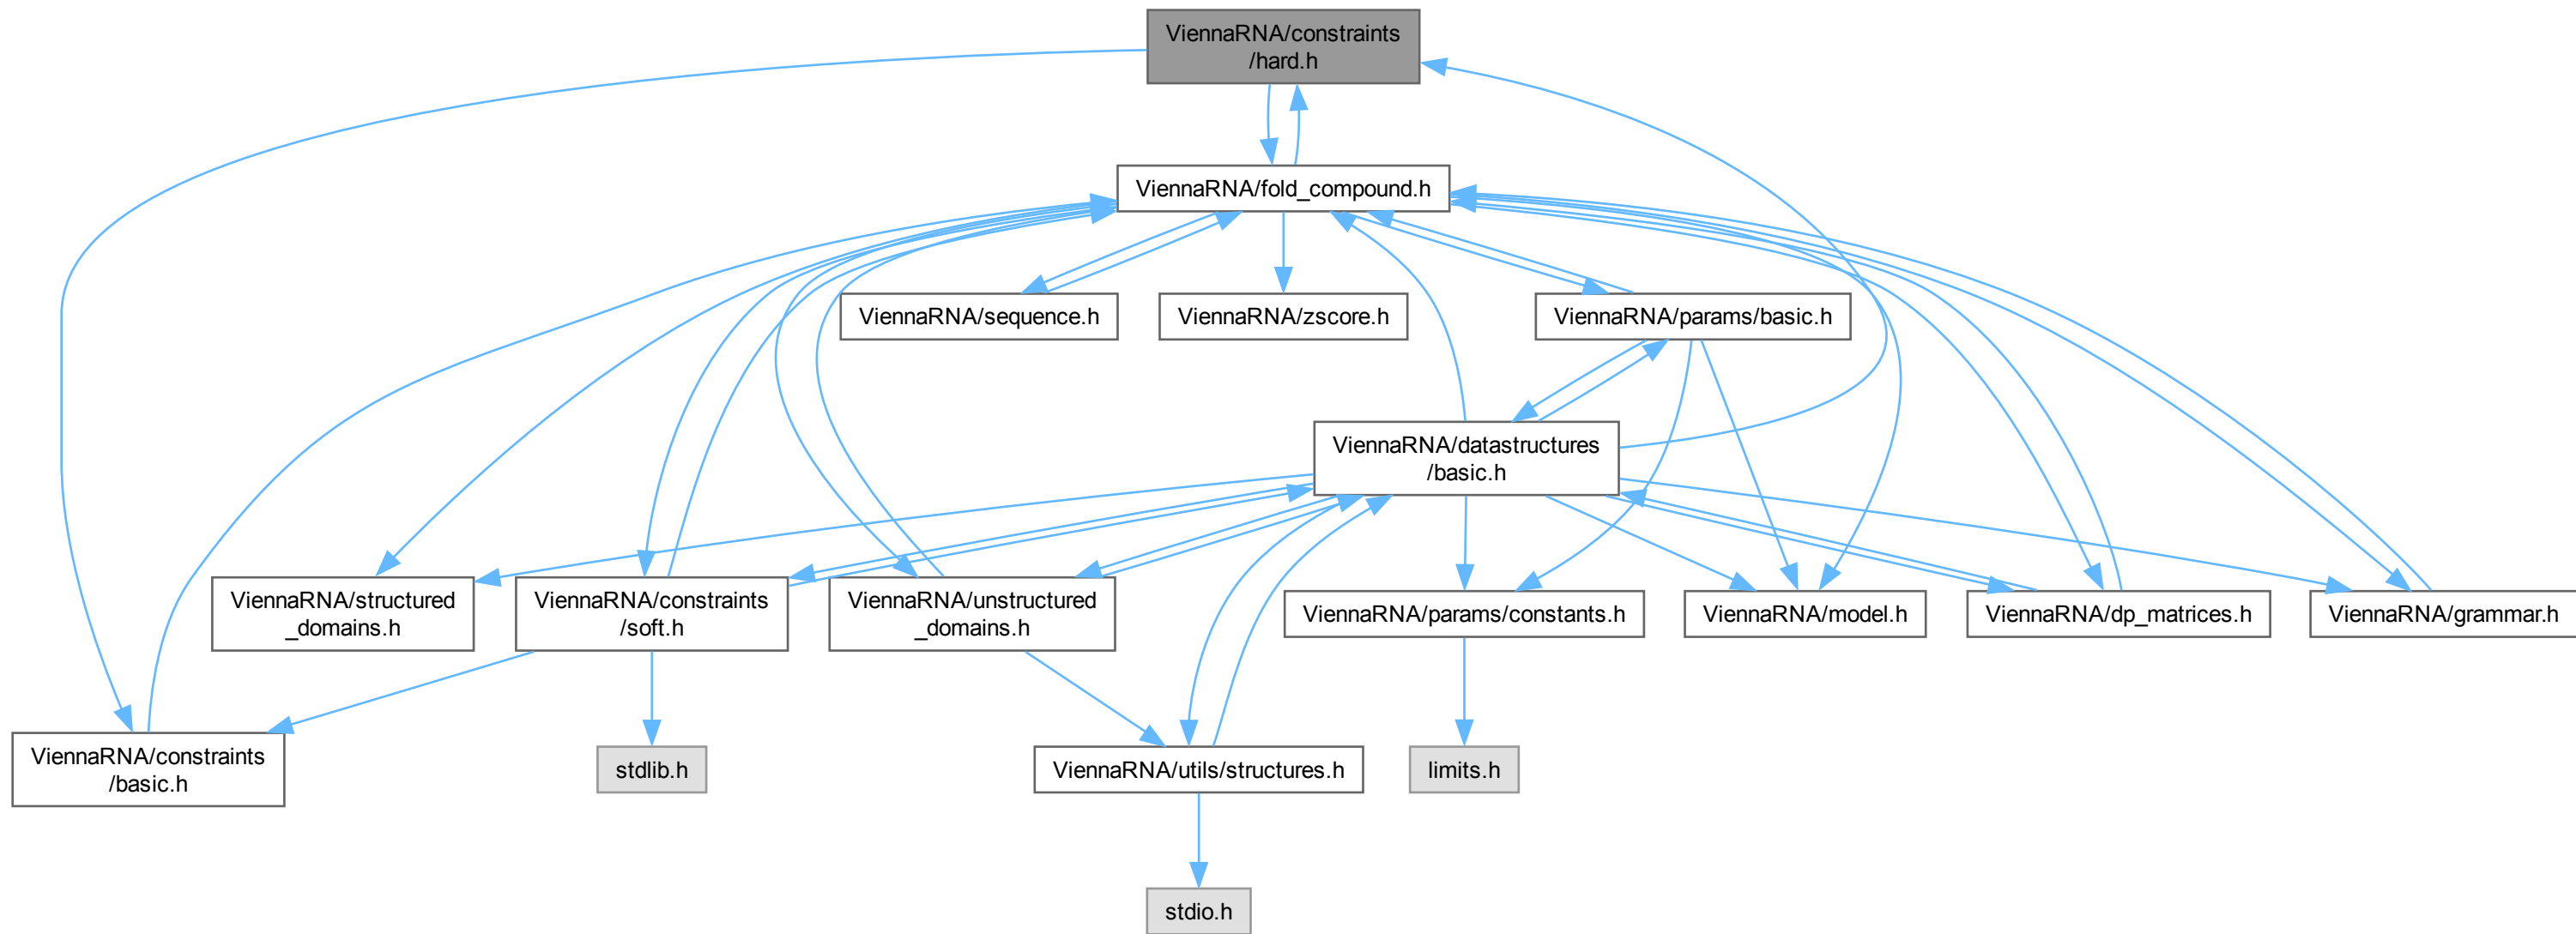 ViennaRNA/constraints
/hard.h
ViennaRNA/fold_compound.h
ViennaRNA/sequence.h
ViennaRNA/zscore.h
ViennaRNA/params/basic.h
ViennaRNA/datastructures
/basic.h
ViennaRNA/structured
_domains.h
ViennaRNA/constraints
/soft.h
ViennaRNA/unstructured
_domains.h
ViennaRNA/params/constants.h
ViennaRNA/model.h
ViennaRNA/dp_matrices.h
ViennaRNA/grammar.h
ViennaRNA/constraints
/basic.h
stdlib.h
ViennaRNA/utils/structures.h
limits.h
stdio.h